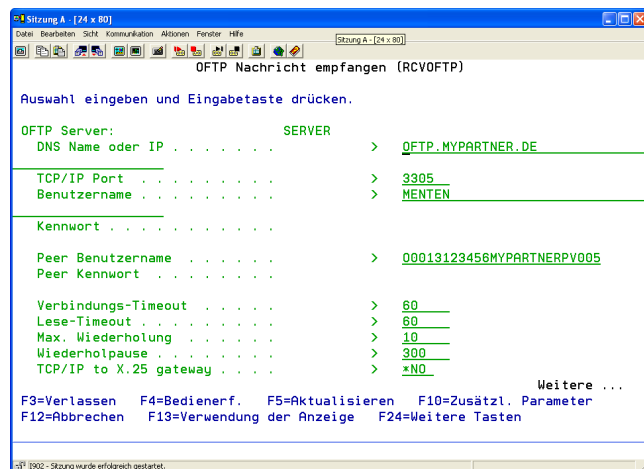 Sitzung A - [24 x 80]
Datei Bearbeiten Sicht Kommunikation Aktionen Fenster Hilfe
Sitzung A - [24 x 80]
OFTP Nachricht empfangen (RCVOFTP)
Auswahl eingeben und Eingabetaste drücken.
OFTP Server: SERVER
DNS Name oder IP . . . . . . . > OFTP.MYPARTNER.DE
TCP/IP Port . . . . . . . . . > 3305
Benutzername . . . . . . . . . > MENTEN
Kennwort . . . . . . . . . . .
Peer Benutzername . . . . . . > 00013123456MYPARTNERPV005
Peer Kennwort . . . . . . . .
Verbindungs-Timeout . . . . . > 60
Lese-Timeout . . . . . . . . . > 60
Max. Wiederholung . . . . . . > 10
Wiederholpause . . . . . . . . > 300
TCP/IP to X.25 gateway . . . . > *NO
Weitere ...
F3=Verlassen F4=Bedienerf. F5=Aktualisieren F10=Zusätzl. Parameter
F12=Abbrechen F13=Verwendung der Anzeige F24=Weitere Tasten
I902 - Sitzung wurde erfolgreich gestartet.